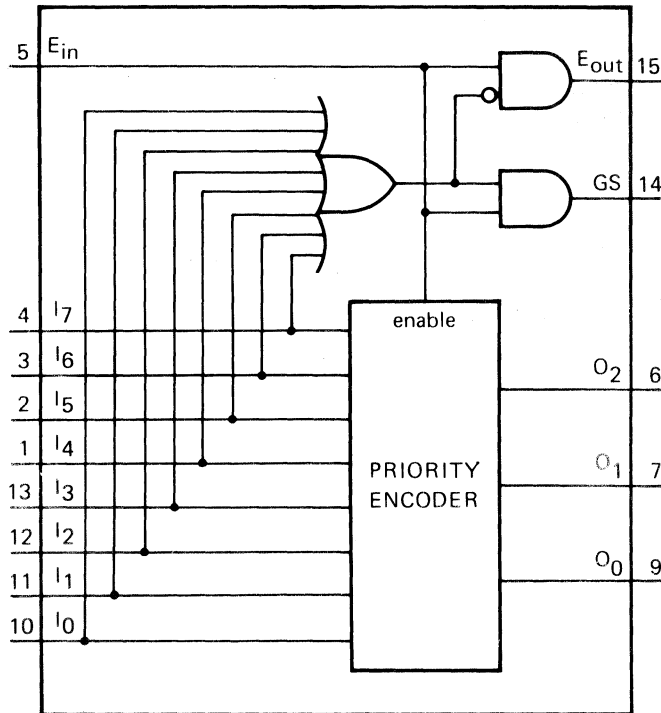 5 E_in E_out 15
GS 14
4 I_7 enable
3 I_6 O_2 6
2 I_5
1 I_4 PRIORITY O_1 7
13 I_3 ENCODER
12 I_2
11 I_1 O_0 9
10 I_0